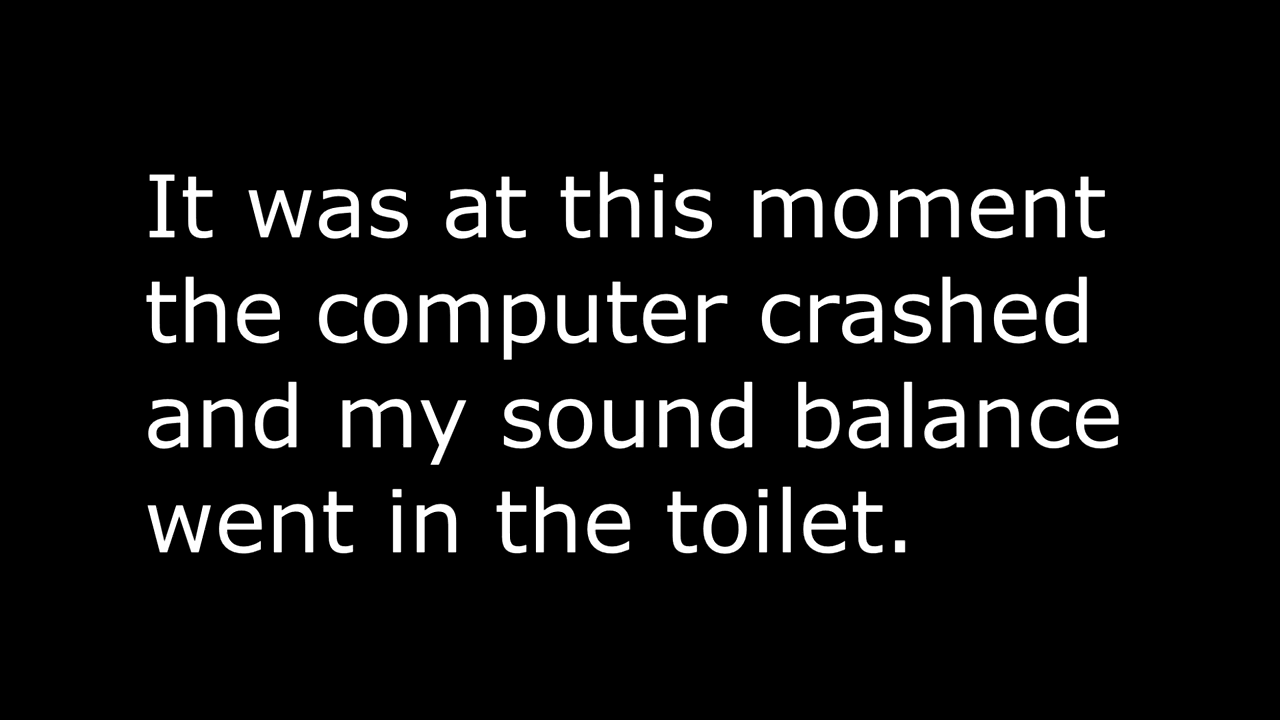 It was at this moment
the computer crashed
and my sound balance
went in the toilet.